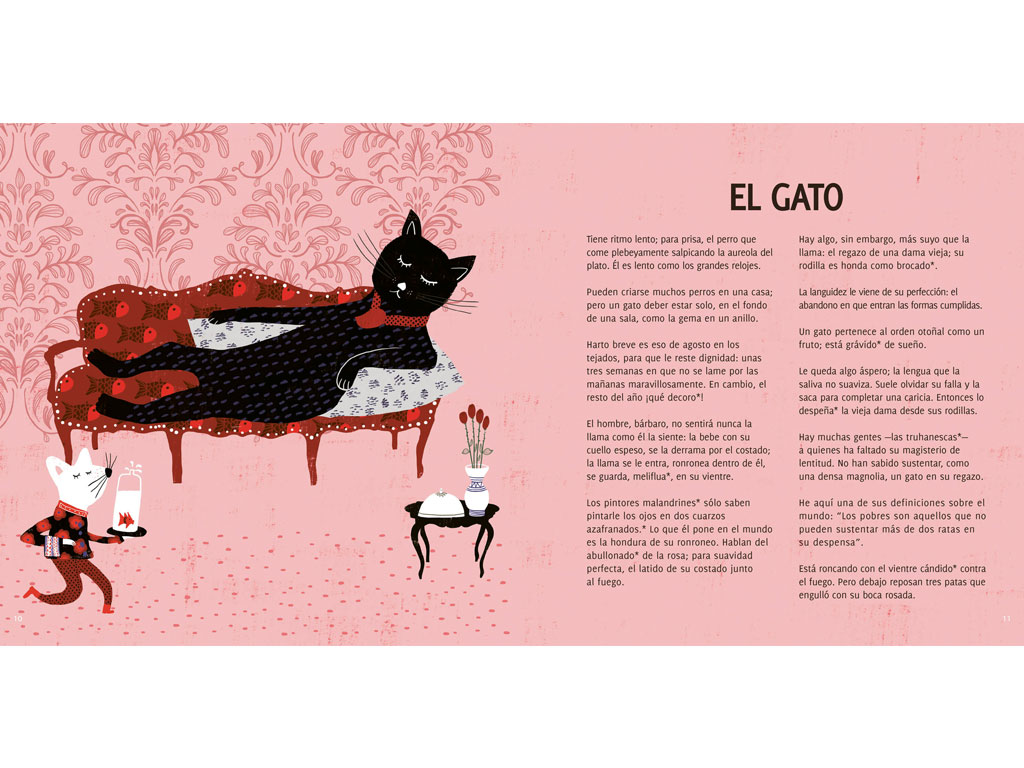 EL GATO
Tiene ritmo lento; para prisa, el perro que
come plebeyamente salpicando la aureola del
plato. Él es lento como los grandes relojes.
Pueden criarse muchos perros en una casa;
pero un gato deber estar solo, en el fondo
de una sala, como la gema en un anillo.
Harto breve es eso de agosto en los
tejados, para que le reste dignidad: unas
tres semanas en que no se lame por las
mañanas maravillosamente. En cambio, el
resto del año ¡qué decoro*!
El hombre, bárbaro, no sentirá nunca la
llama como él la siente: la bebe con su
cuello espeso, se la derrama por el costado;
la llama se le entra, ronronea dentro de él,
se guarda, meliflua*, en su vientre.
Los pintores malandrines* sólo saben
pintarle los ojos en dos cuarzos
azafranados.* Lo que él pone en el mundo
es la hondura de su ronroneo. Hablan del
abullonado* de la rosa; para suavidad
perfecta, el latido de su costado junto
al fuego.
Hay algo, sin embargo, más suyo que la
llama: el regazo de una dama vieja; su
rodilla es honda como brocado*.
La languidez le viene de su perfección: el
abandono en que entran las formas cumplidas.
Un gato pertenece al orden otoñal como un
fruto; está grávido* de sueño.
Le queda algo áspero; la lengua que la
saliva no suaviza. Suele olvidar su falla y la
saca para completar una caricia. Entonces lo
despeña* la vieja dama desde sus rodillas.
Hay muchas gentes —las truhanescas*—
a quienes ha faltado su magisterio de
lentitud. No han sabido sustentar, como
una densa magnolia, un gato en su regazo.
He aquí una de sus definiciones sobre el
mundo: “Los pobres son aquellos que no
pueden sustentar más de dos ratas en
su despensa”.
Está roncando con el vientre cándido* contra
el fuego. Pero debajo reposan tres patas que
engulló con su boca rosada.
10
11